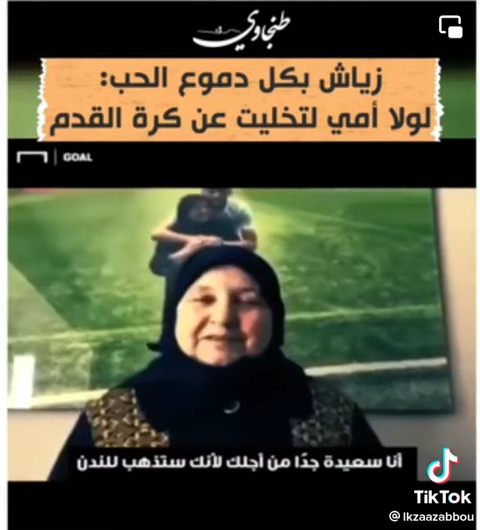 طنجاوي
زياش بكل دموع الحب:
لولا أمي لتخليت عن كرة القدم
GOAL
أنا سعيدة جدًا من أجلك لأنك ستذهب للندن
TikTok
@lkzaazabbou